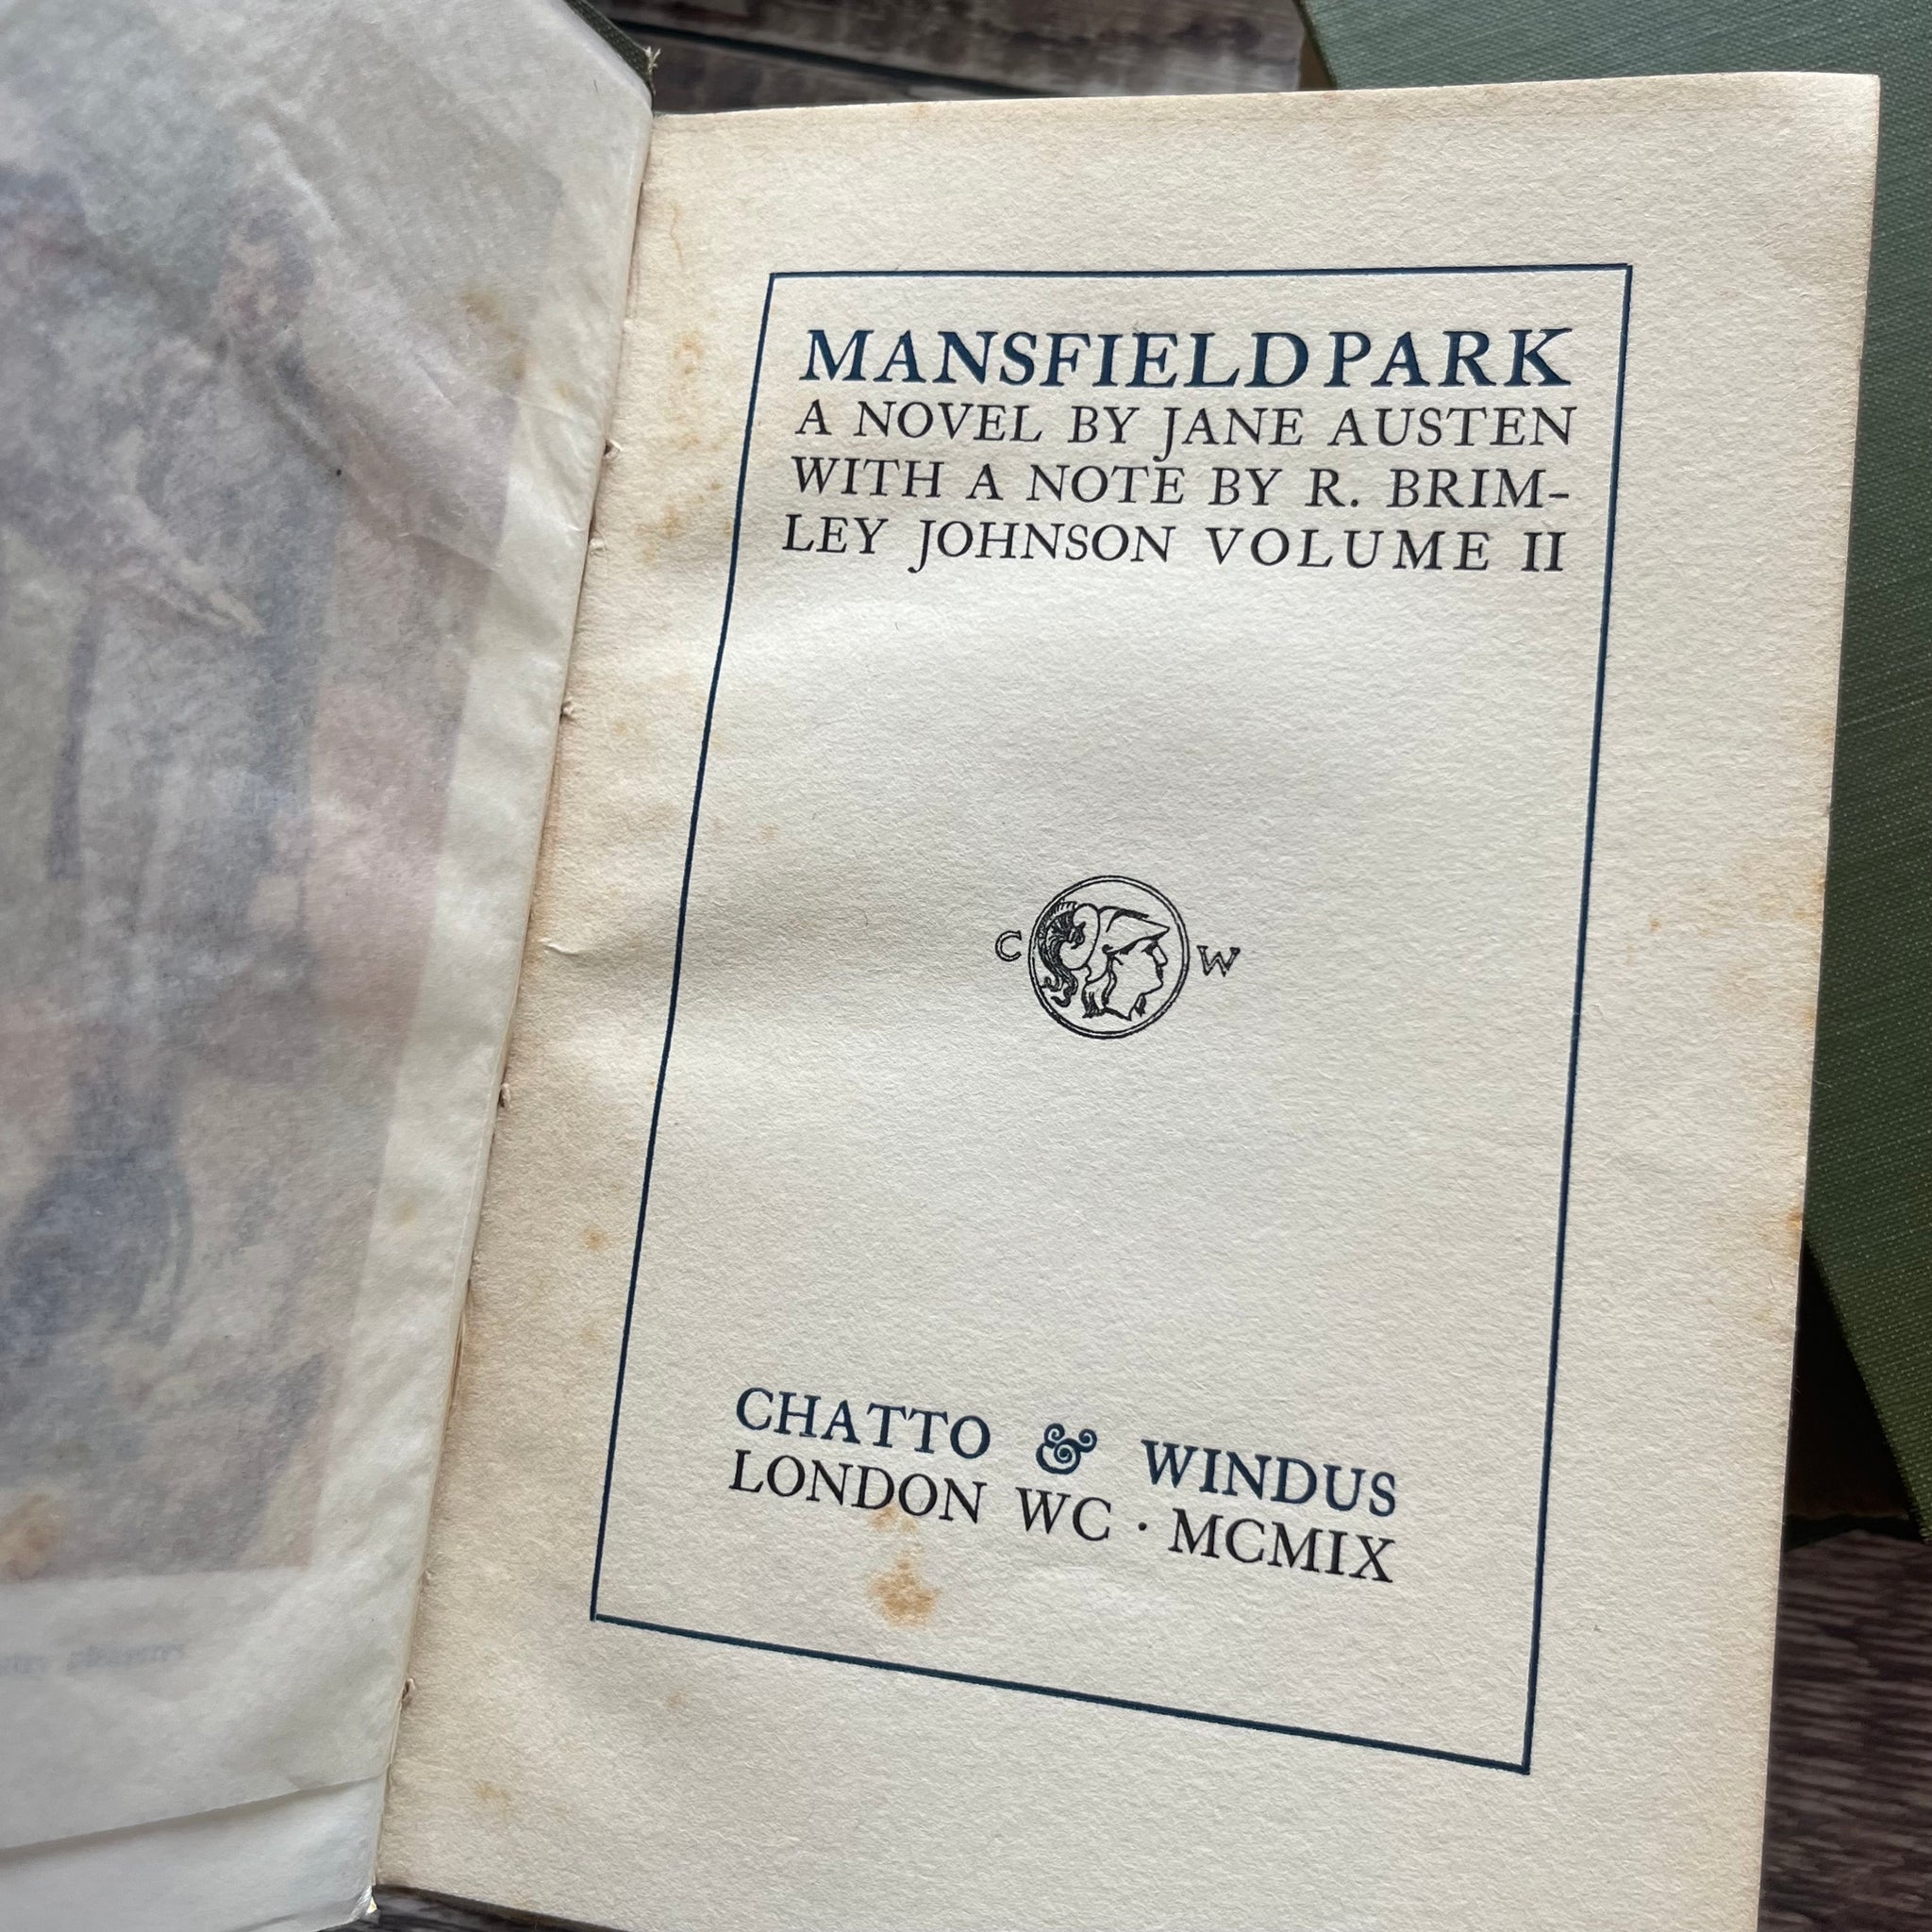 MANSFIELD PARK
A NOVEL BY JANE AUSTEN
WITH A NOTE BY R. BRIM-
LEY JOHNSON VOLUME II
C W
CHATTO & WINDUS
LONDON WC · MCMIX